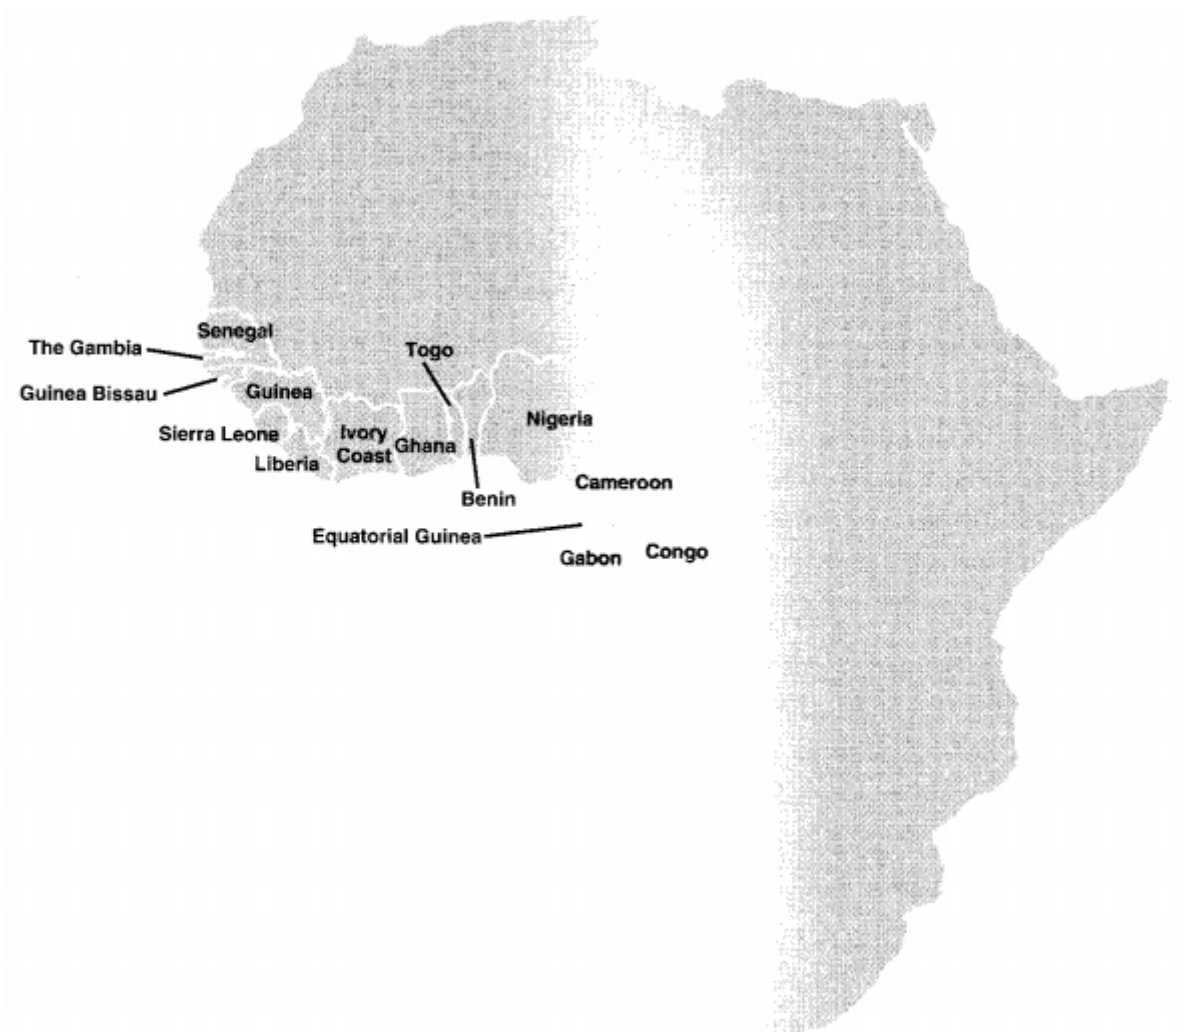 Senegal
The Gambia
Togo
Guinea Bissau
Guinea
Nigeria
Sierra Leone
Ivory
Coast
Ghana
Liberia
Cameroon
Benin
Equatorial Guinea
Gabon
Congo